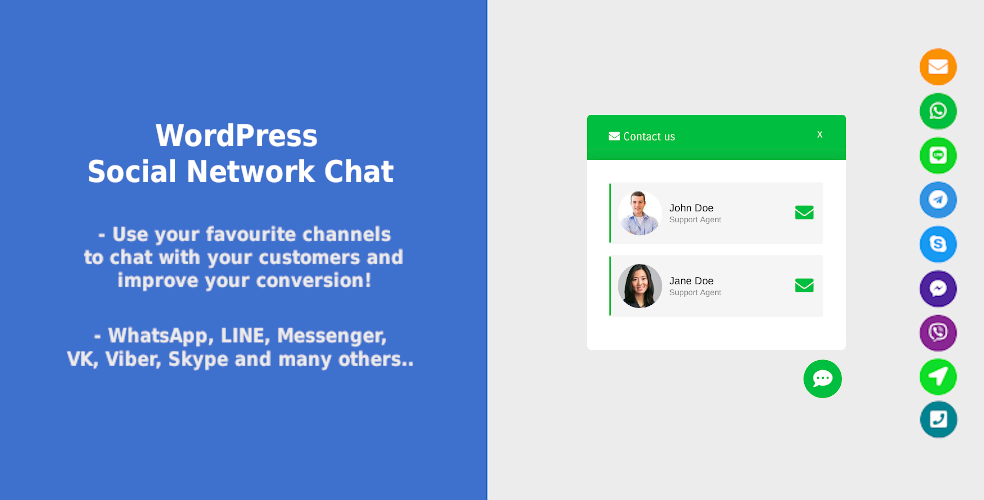 WordPress
Social Network Chat
- Use your favourite channels
to chat with your customers and
improve your conversion!
- WhatsApp, LINE, Messenger,
VK, Viber, Skype and many others..
Contact us
x
John Doe
Support Agent
Jane Doe
Support Agent
LINE